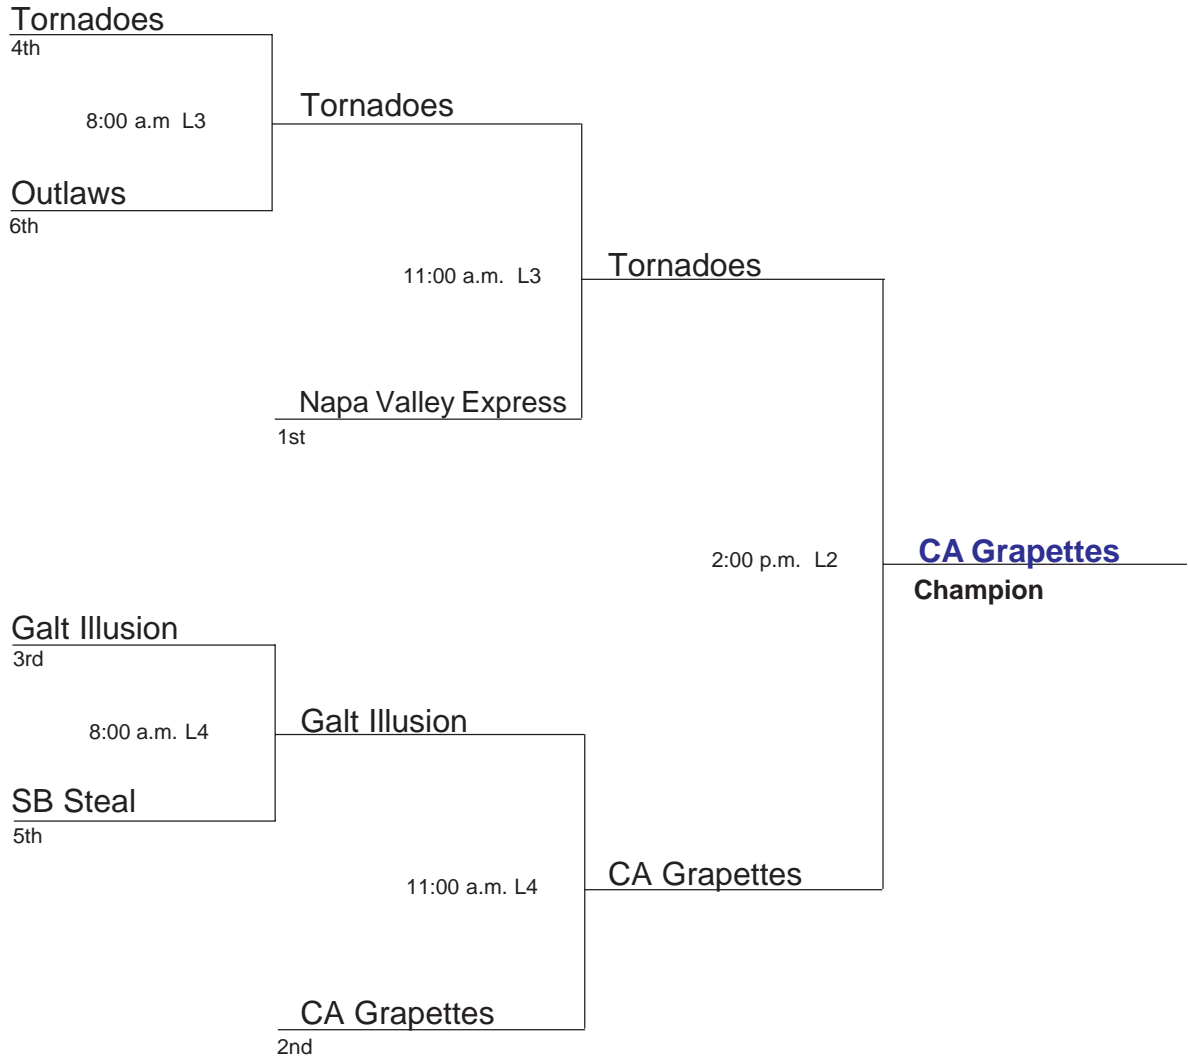 Tornadoes
4th
8:00 a.m L3
Tornadoes
Outlaws
6th
11:00 a.m. L3
Tornadoes
Napa Valley Express
1st
2:00 p.m. L2
CA Grapettes
Champion
Galt Illusion
3rd
8:00 a.m. L4
Galt Illusion
SB Steal
5th
11:00 a.m. L4
CA Grapettes
CA Grapettes
2nd